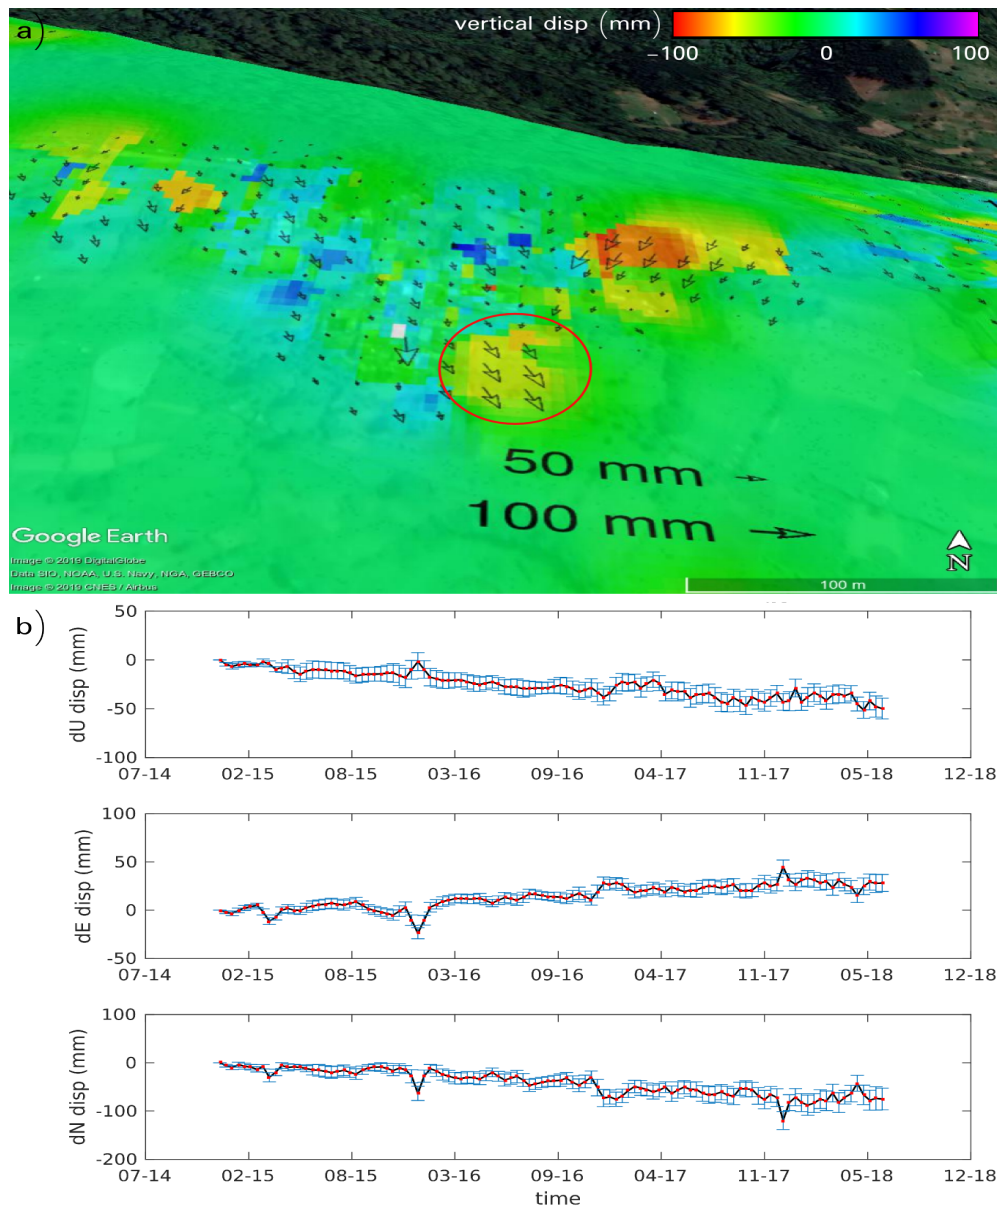 a)
vertical disp (mm)
−100 0 100
50 mm
100 mm
Google Earth
Image © 2019 DigitalGlobe
Data SIO, NOAA, U.S. Navy, NGA, GEBCO
Image © 2019 CNES / Airbus
N
100 m
b)
dU disp (mm)
50
0
-50
-100
07-14 02-15 08-15 03-16 09-16 04-17 11-17 05-18 12-18
dE disp (mm)
100
50
0
-50
07-14 02-15 08-15 03-16 09-16 04-17 11-17 05-18 12-18
dN disp (mm)
100
0
-100
-200
07-14 02-15 08-15 03-16 09-16 04-17 11-17 05-18 12-18
time